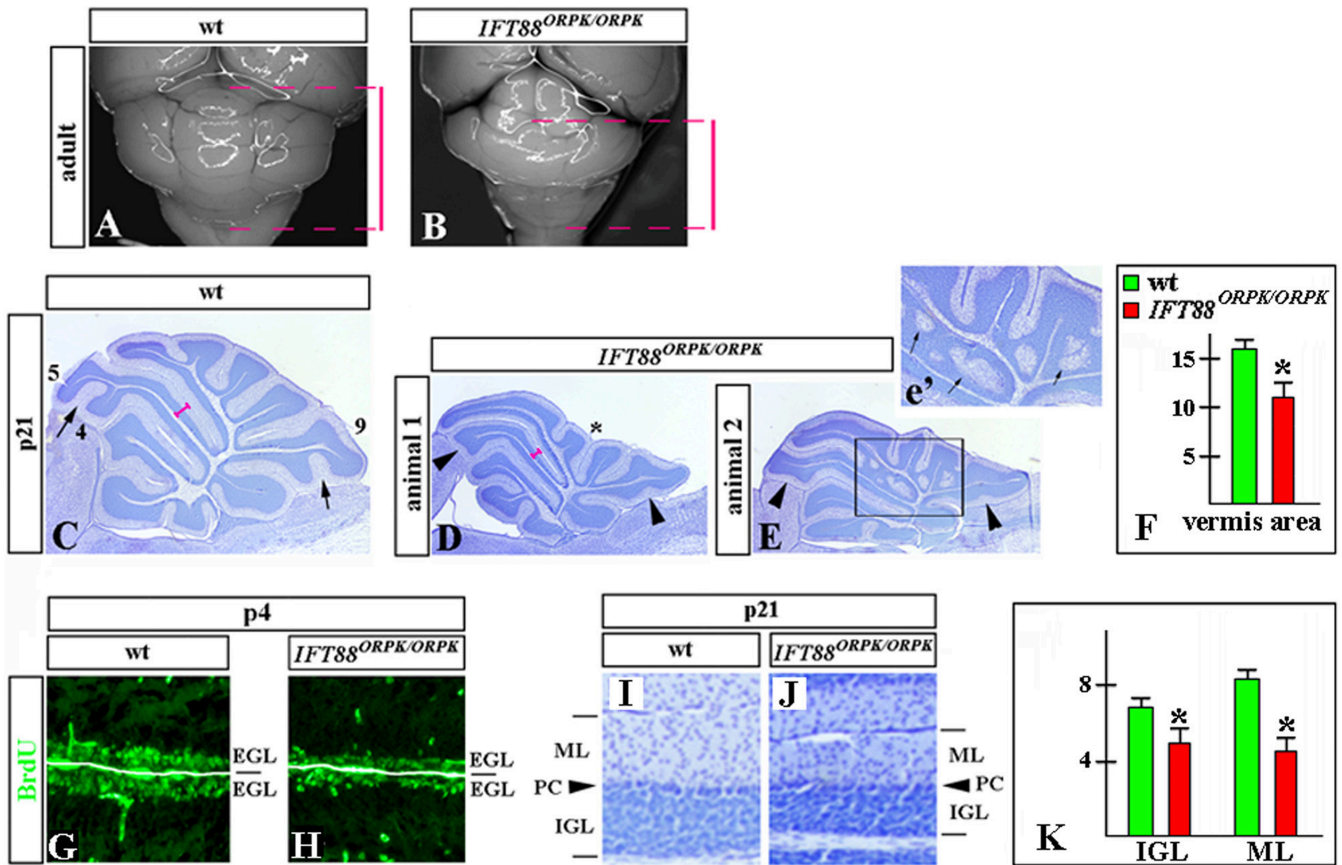 wt
IFT88ORPK/ORPK
adult
A
B
wt
p21
5
4
9
C
IFT88ORPK/ORPK
animal 1
*
D
animal 2
E
e'
wt
IFT88ORPK/ORPK
15
*
10
5
F
vermis area
p4
wt
IFT88ORPK/ORPK
BrdU
EGL
EGL
G
EGL
EGL
H
p21
wt
IFT88ORPK/ORPK
I
J
ML
PC
IGL
ML
PC
IGL
8
*
*
4
K
IGL
ML